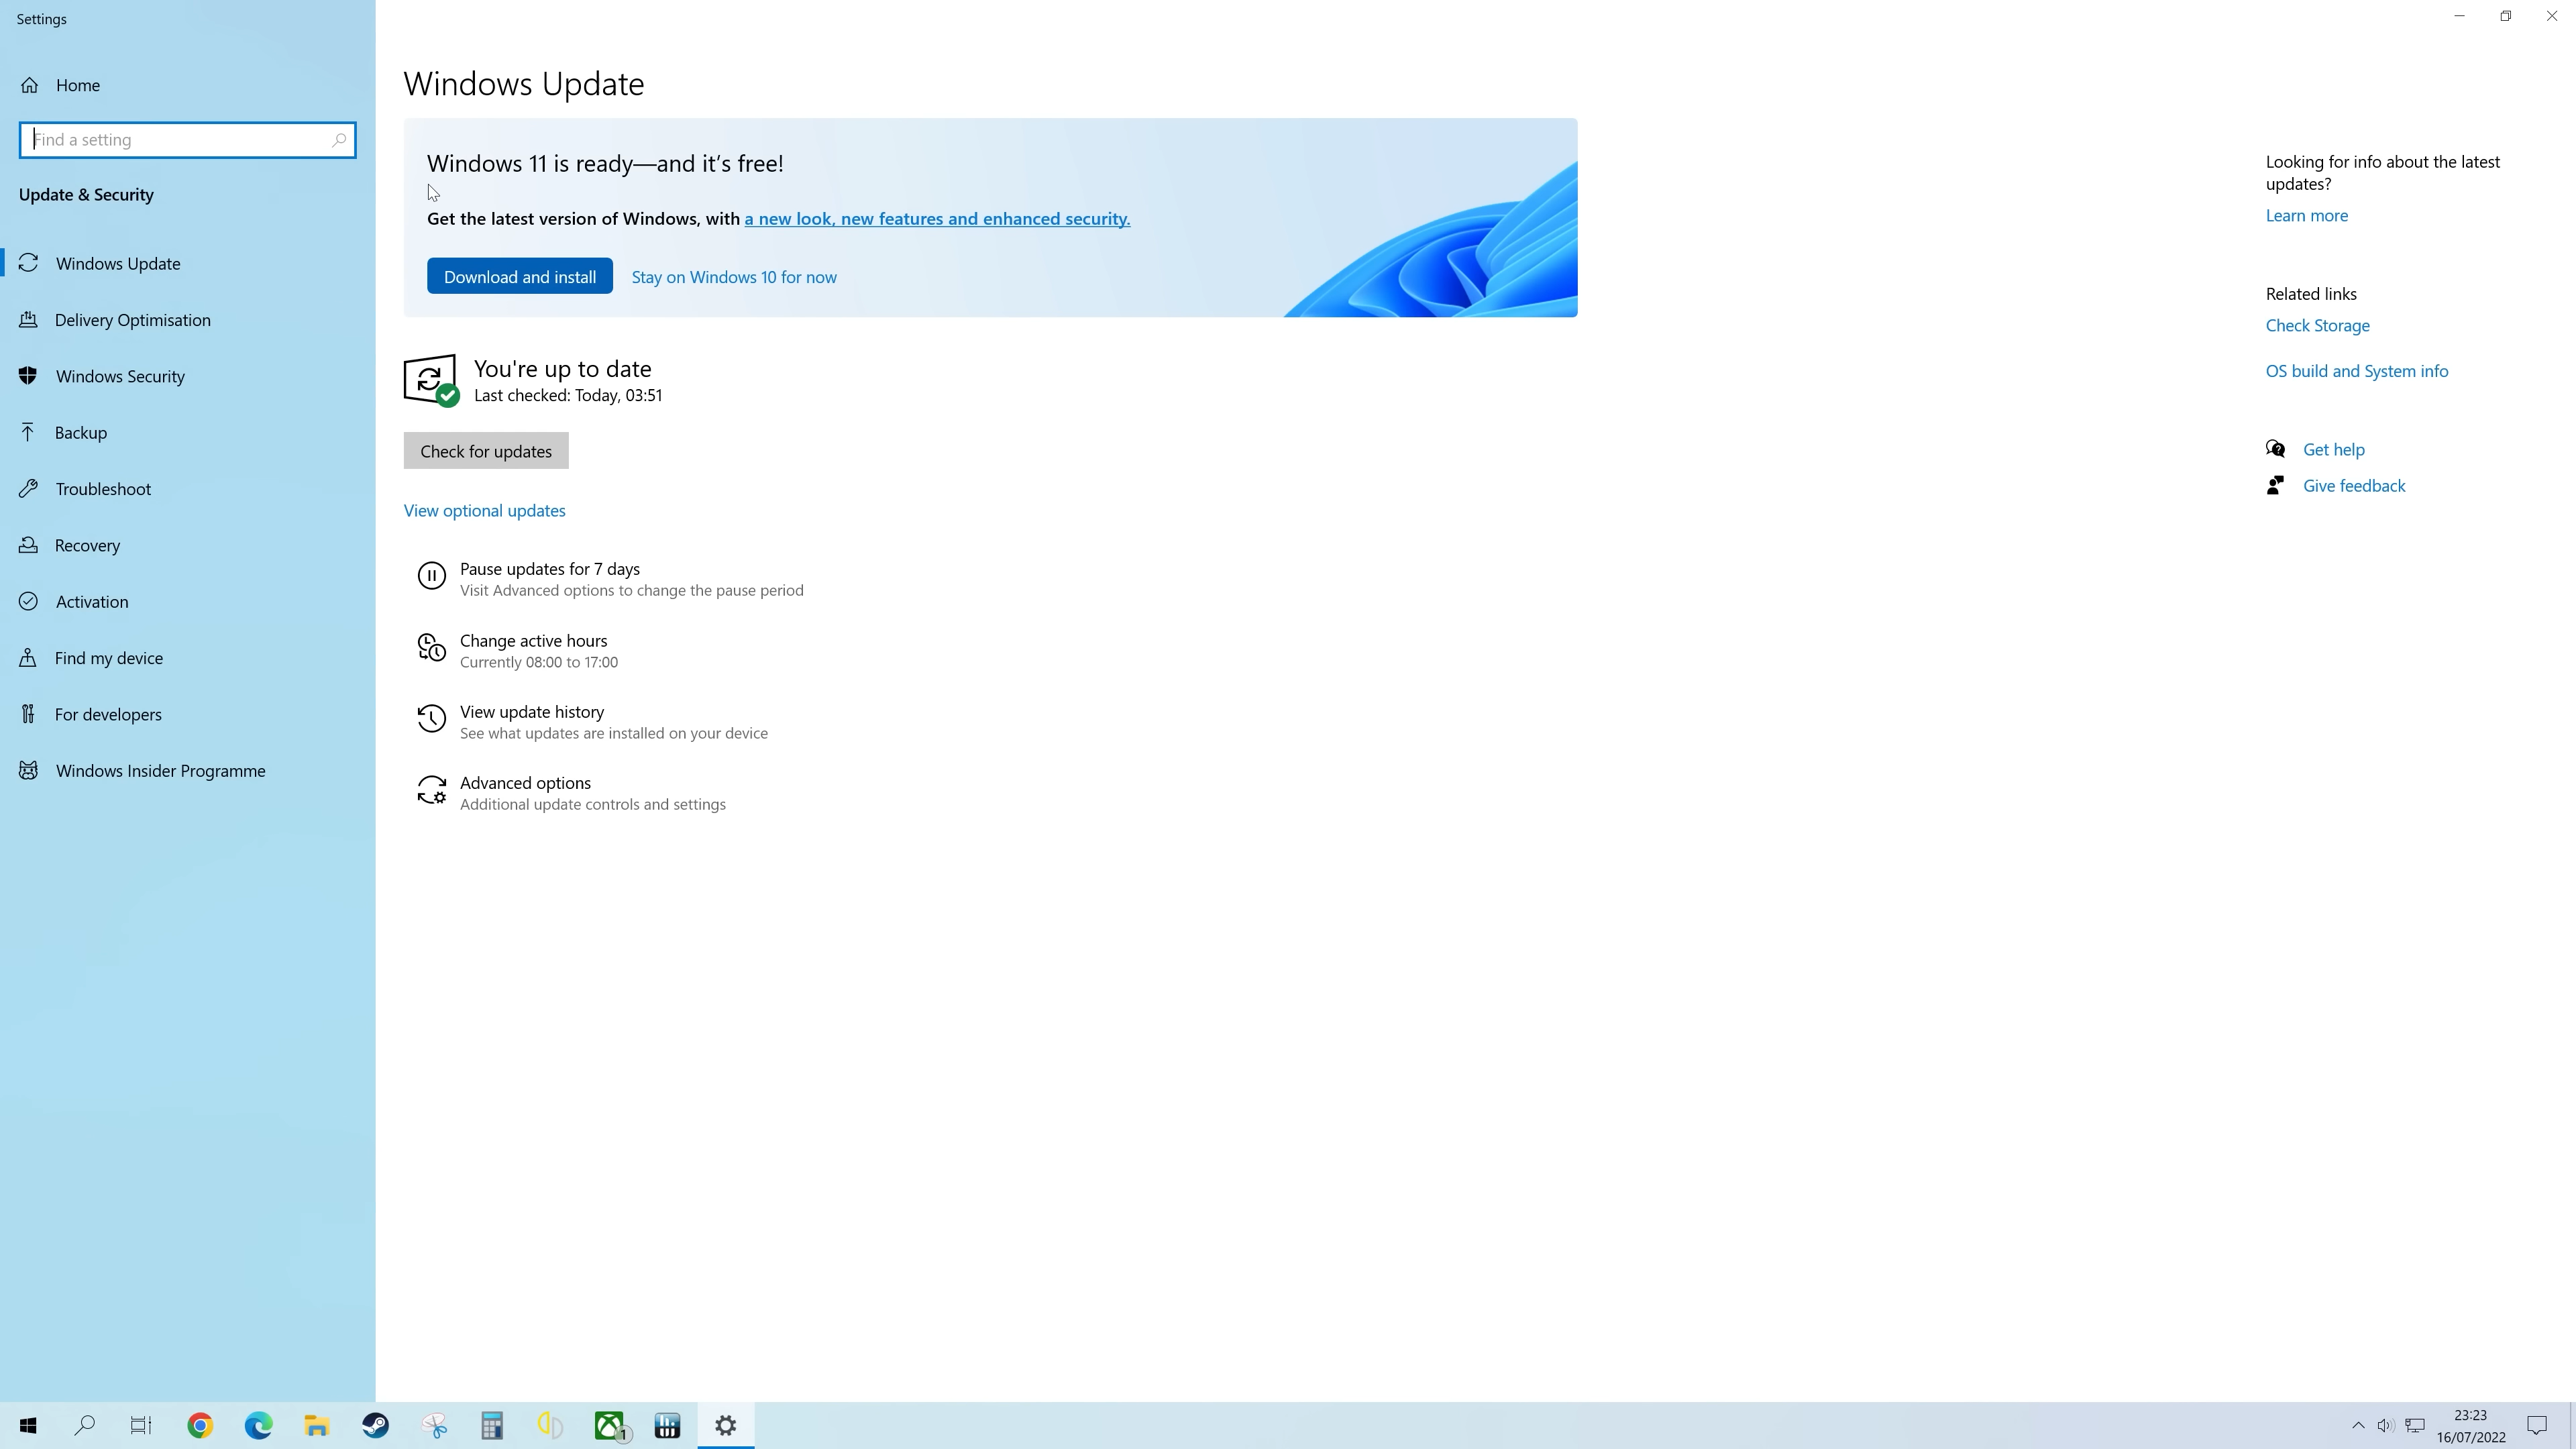 Settings
Home
Find a setting
Update & Security
Windows Update
Delivery Optimisation
Windows Security
Backup
Troubleshoot
Recovery
Activation
Find my device
For developers
Windows Insider Programme
Windows Update
Windows 11 is ready—and it's free!
Get the latest version of Windows, with a new look, new features and enhanced security.
Download and install Stay on Windows 10 for now
You're up to date
Last checked: Today, 03:51
Check for updates
View optional updates
Pause updates for 7 days
Visit Advanced options to change the pause period
Change active hours
Currently 08:00 to 17:00
View update history
See what updates are installed on your device
Advanced options
Additional update controls and settings
Looking for info about the latest
updates?
Learn more
Related links
Check Storage
OS build and System info
Get help
Give feedback
1
23:23
16/07/2022